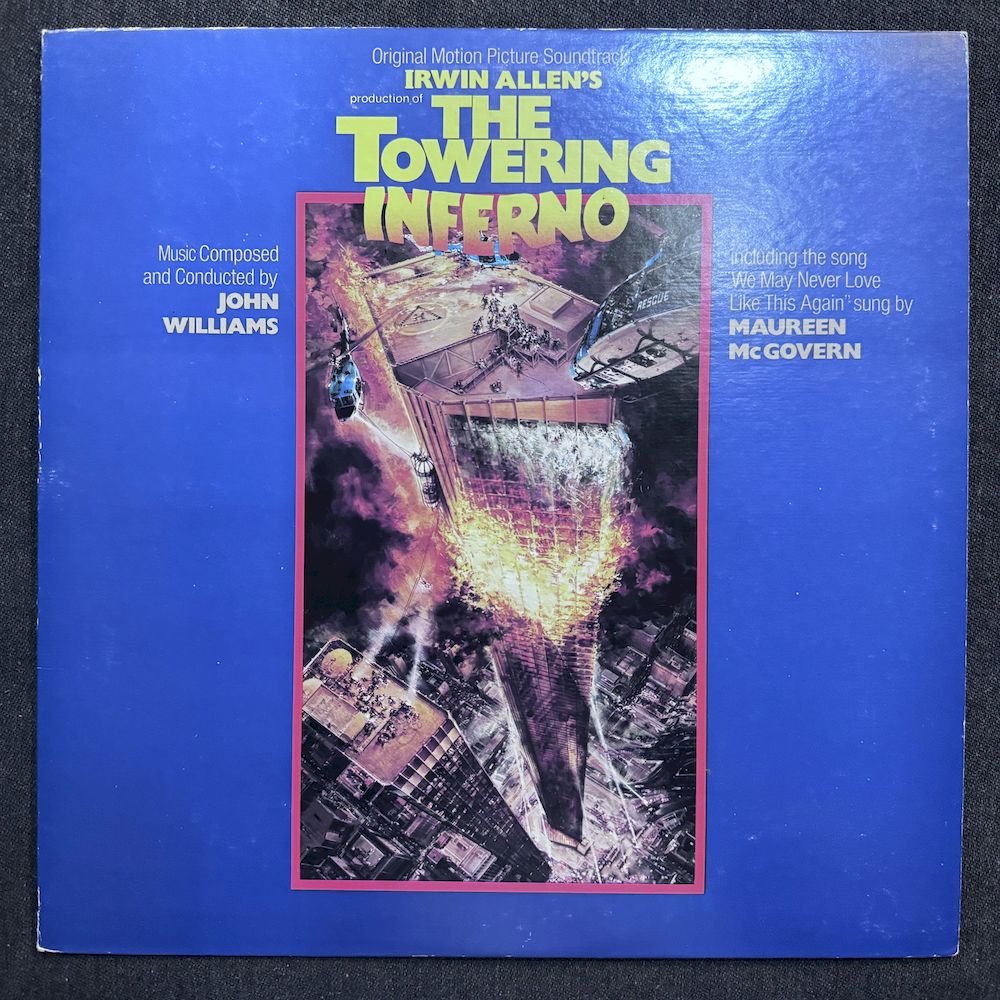 Original Motion Picture Soundtrack
IRWIN ALLEN'S
production of
THE
TOWERING
INFERNO
Music Composed
and Conducted by
JOHN
WILLIAMS
including the song
"We May Never Love
Like This Again" sung by
MAUREEN
McGOVERN
RESCUE